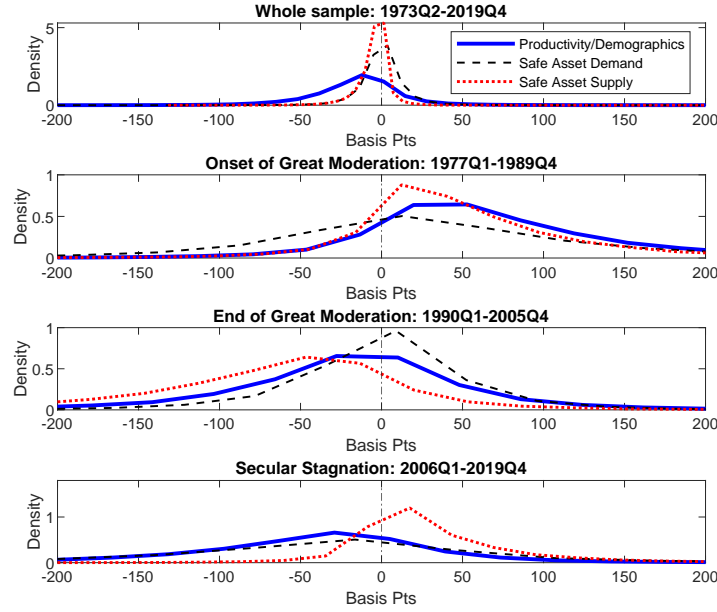 Whole sample: 1973Q2-2019Q4
Density
5
0
Productivity/Demographics
Safe Asset Demand
Safe Asset Supply
-200 -150 -100 -50 0 50 100 150 200
Basis Pts
Onset of Great Moderation: 1977Q1-1989Q4
Density
1
0.5
0
-200 -150 -100 -50 0 50 100 150 200
Basis Pts
End of Great Moderation: 1990Q1-2005Q4
Density
1
0.5
0
-200 -150 -100 -50 0 50 100 150 200
Basis Pts
Secular Stagnation: 2006Q1-2019Q4
Density
1
0
-200 -150 -100 -50 0 50 100 150 200
Basis Pts